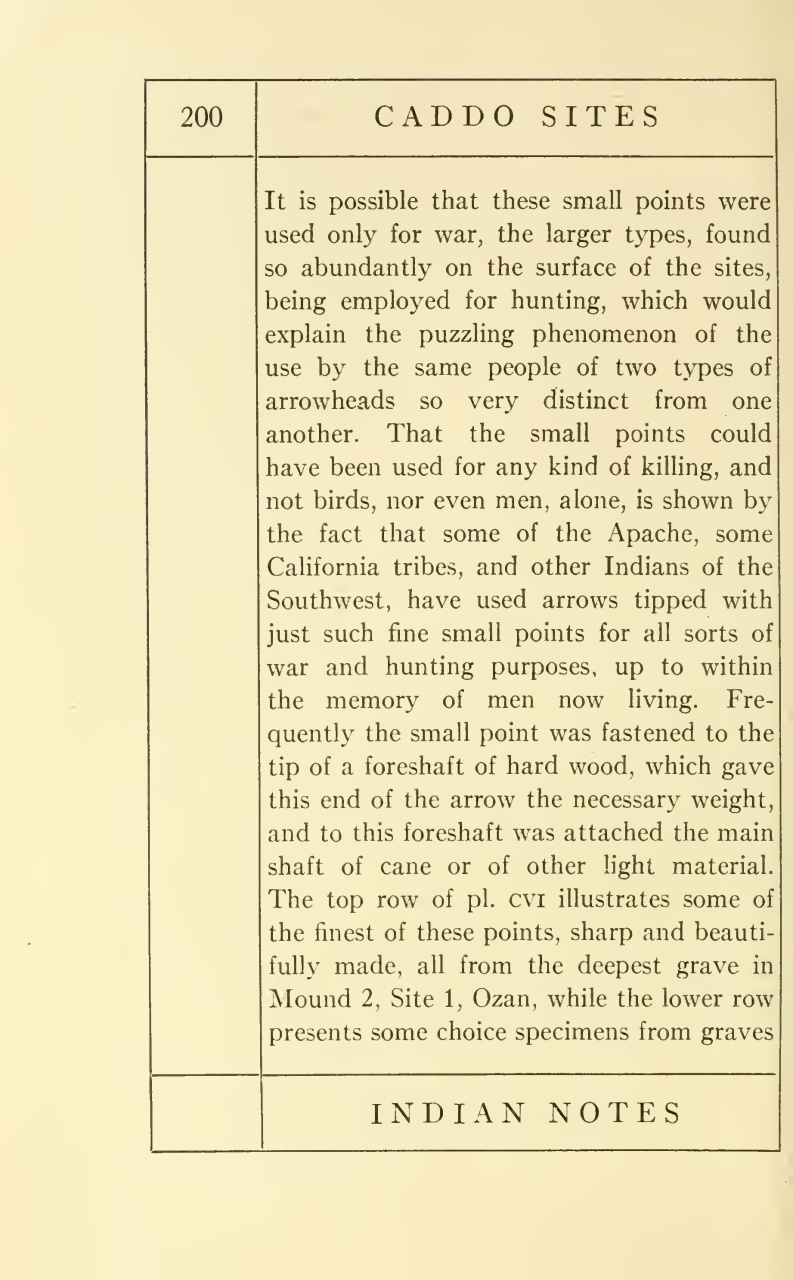 200
CADDO SITES
It is possible that these small points were
used only for war, the larger types, found
so abundantly on the surface of the sites,
being employed for hunting, which would
explain the puzzling phenomenon of the
use by the same people of two types of
arrowheads so very distinct from one
another. That the small points could
have been used for any kind of killing, and
not birds, nor even men, alone, is shown by
the fact that some of the Apache, some
California tribes, and other Indians of the
Southwest, have used arrows tipped with
just such fine small points for all sorts of
war and hunting purposes, up to within
the memory of men now living. Fre-
quently the small point was fastened to the
tip of a foreshaft of hard wood, which gave
this end of the arrow the necessary weight,
and to this foreshaft was attached the main
shaft of cane or of other light material.
The top row of pl. CVI illustrates some of
the finest of these points, sharp and beauti-
fully made, all from the deepest grave in
Mound 2, Site 1, Ozan, while the lower row
presents some choice specimens from graves
INDIAN NOTES